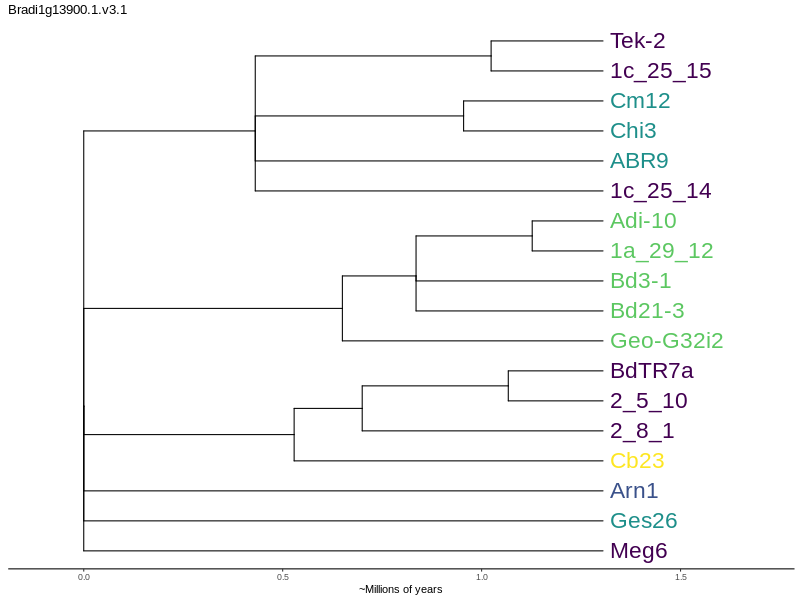 Bradi1g13900.1.v3.1
Tek-2
1c_25_15
Cm12
Chi3
ABR9
1c_25_14
Adi-10
1a_29_12
Bd3-1
Bd21-3
Geo-G32i2
BdTR7a
2_5_10
2_8_1
Cb23
Arn1
Ges26
Meg6
0.0 0.5 1.0 1.5
~Millions of years